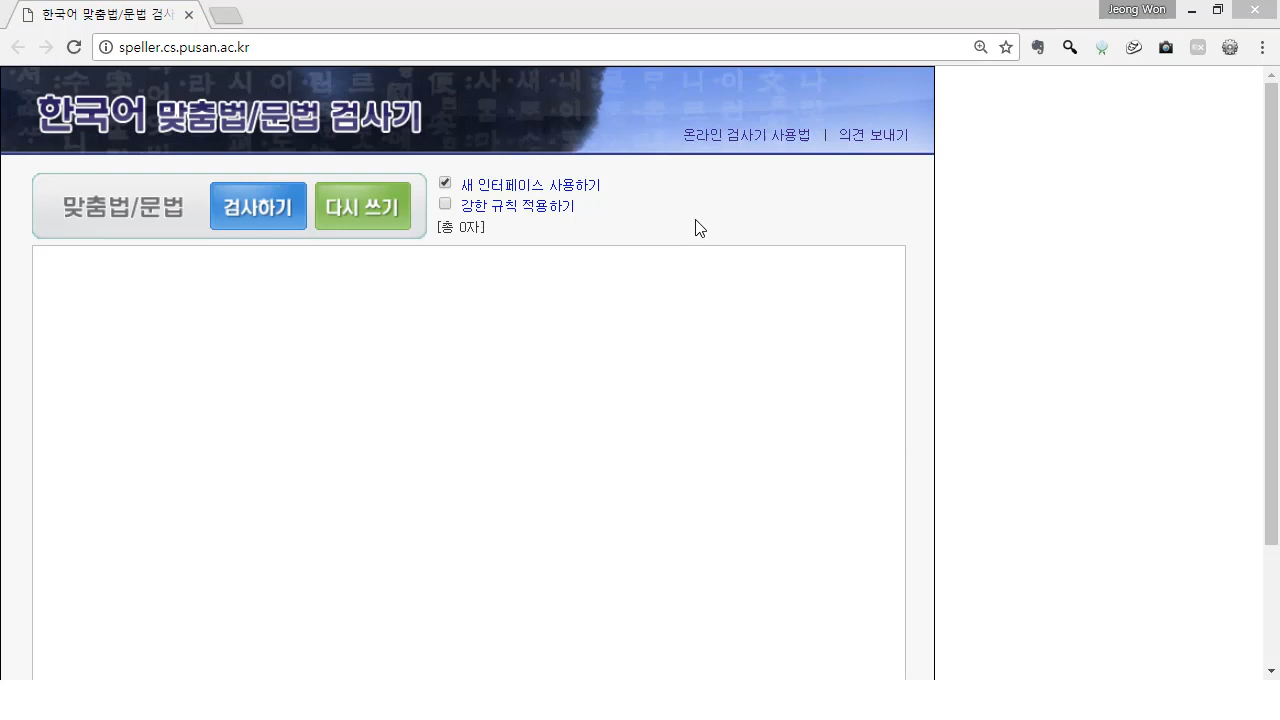 한국어 맞춤법/문법 검사
Jeong Won
speller.cs.pusan.ac.kr
한국어 맞춤법/문법 검사기
온라인 검사기 사용법 | 의견 보내기
맞춤법/문법 검사하기 다시 쓰기
새 인터페이스 사용하기
강한 규칙 적용하기
[총 0자]